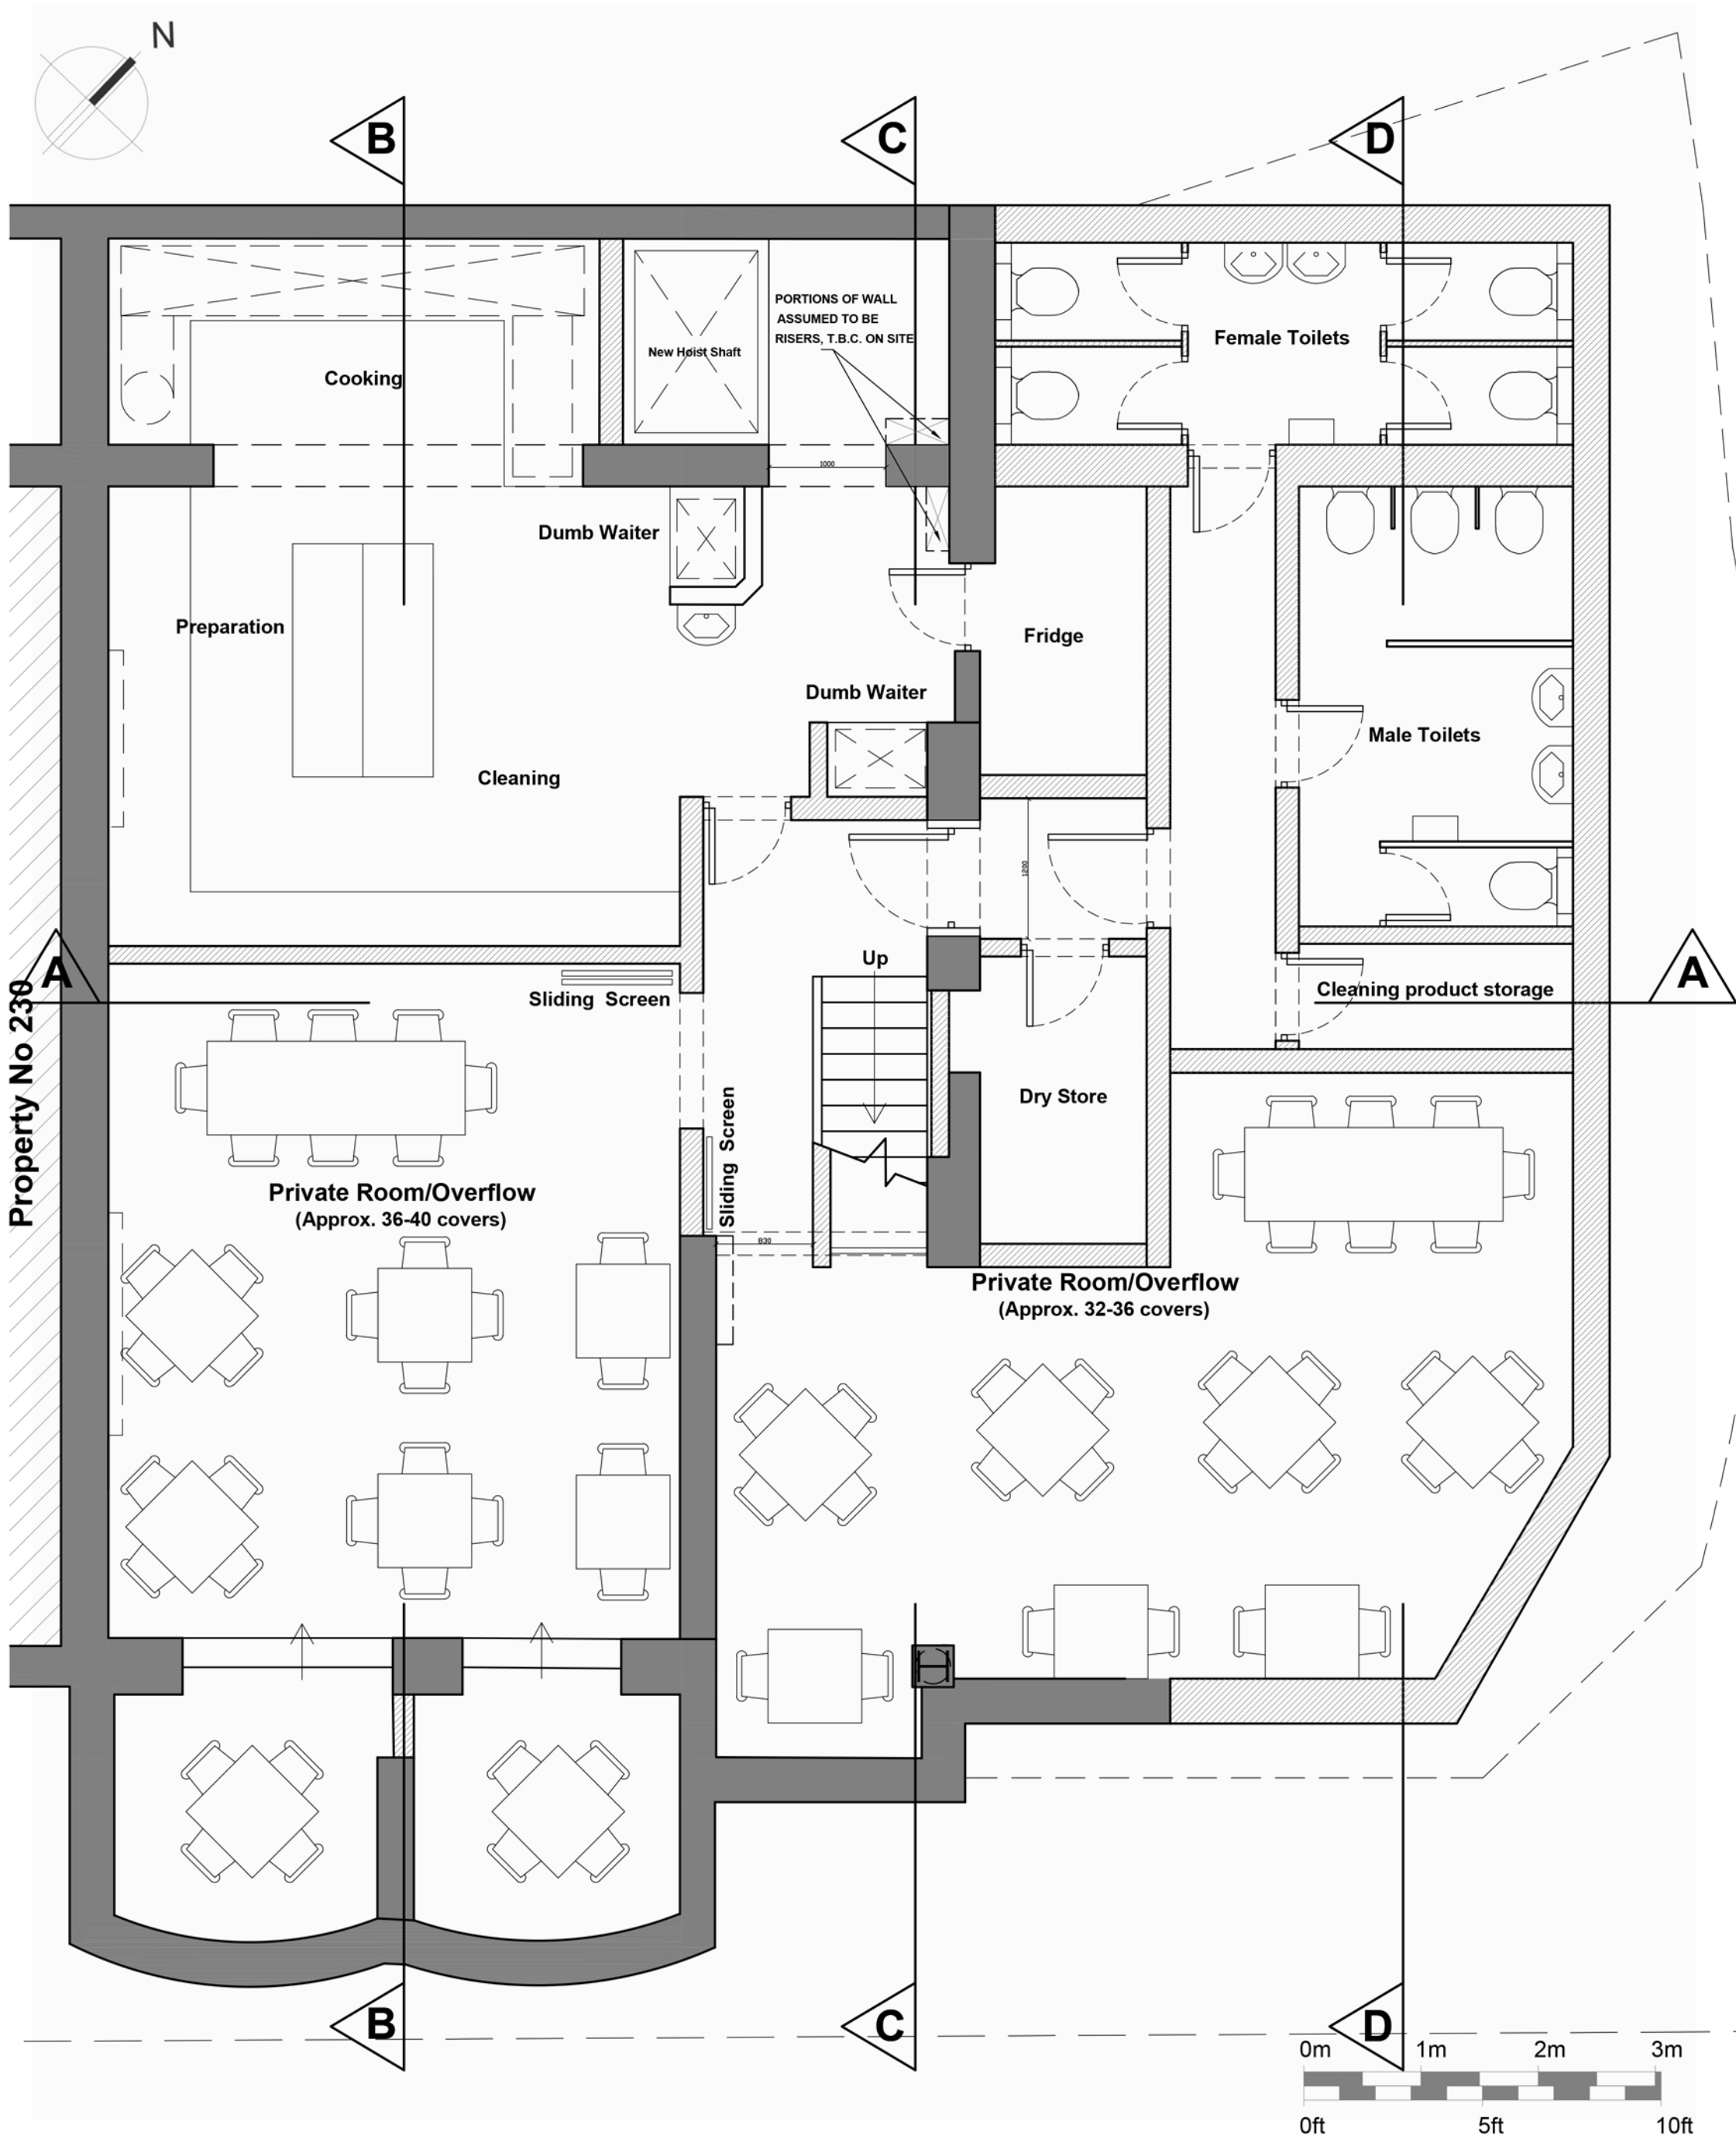 N
B
C
D
PORTIONS OF WALL
ASSUMED TO BE
RISERS, T.B.C. ON SITE
New Hoist Shaft
Female Toilets
Cooking
1000
Dumb Waiter
Preparation
Fridge
Dumb Waiter
Male Toilets
Cleaning
1200
Up
A
A
Property No 230
Sliding Screen
Cleaning product storage
Sliding Screen
Dry Store
Private Room/Overflow
(Approx. 36-40 covers)
830
Private Room/Overflow
(Approx. 32-36 covers)
B
C
D
0m 1m 2m 3m
0ft 5ft 10ft